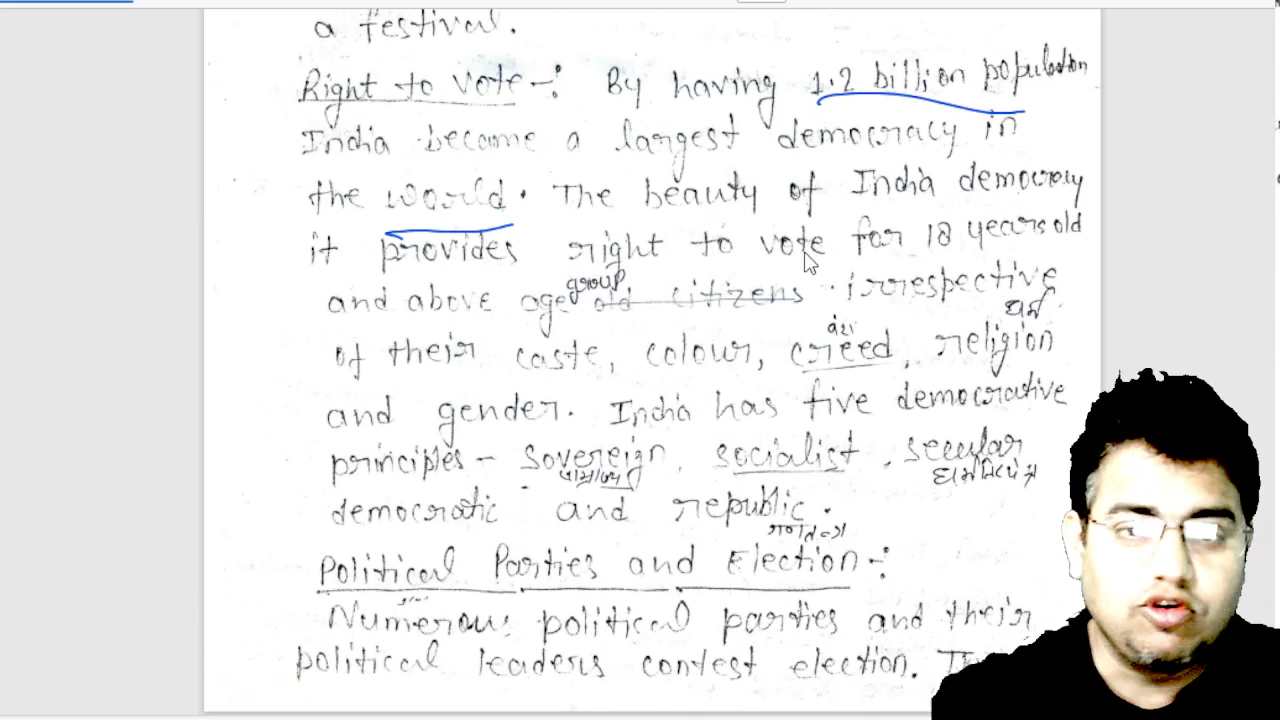 a festival.
Right to vote -: By having 1.2 billion population
India became a largest democracy in
the world. The beauty of India democracy
it provides right to vote for 18 years old
group
and above age old citizens irrespective
of their caste, colour, creed, religion
and gender. India has five democrative
principles - sovereign, socialist, secular
democratic and republic.
Political Parties and Election -:
Numerous political parties and their
political leaders contest election.